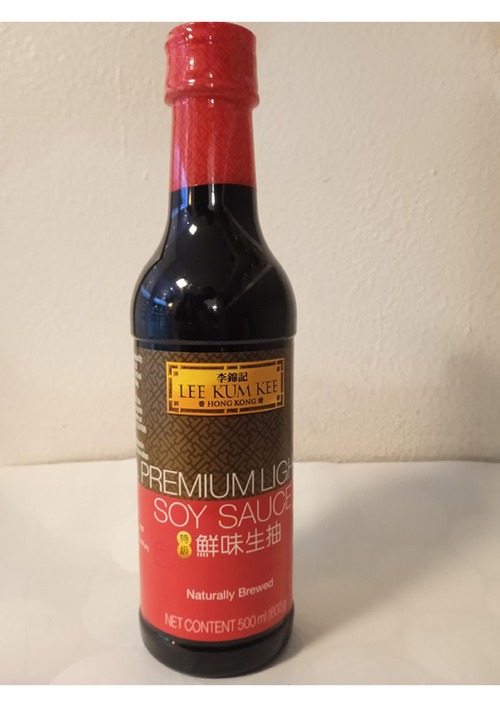 李錦記
LEE KUM KEE
香 HONG KONG 港
PREMIUM LIGH
SOY SAUCE
特級 鮮味生抽
Naturally Brewed
NET CONTENT 500 ml (600g